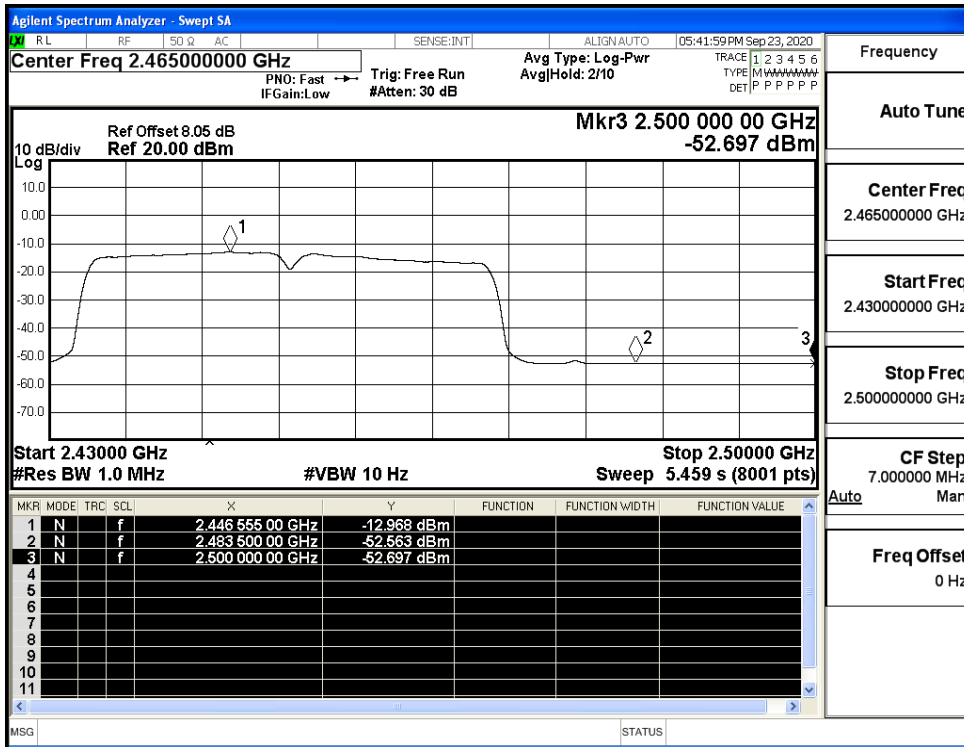 Agilent Spectrum Analyzer - Swept SA
LXI RL RF 50 Ω AC SENSE:INT ALIGN AUTO 05:41:59 PM Sep 23, 2020
Center Freq 2.465000000 GHz
PNO: Fast
IFGain:Low
Trig: Free Run
#Atten: 30 dB
Avg Type: Log-Pwr
Avg|Hold: 2/10
TRACE 1 2 3 4 5 6
TYPE M WWWWW
DET P P P P P P
Ref Offset 8.05 dB
10 dB/div Ref 20.00 dBm
Log
Mkr3 2.500 000 00 GHz
-52.697 dBm
10.0
0.00
-10.0
-20.0
-30.0
-40.0
-50.0
-60.0
-70.0
1
2
3
Start 2.43000 GHz Stop 2.50000 GHz
#Res BW 1.0 MHz #VBW 10 Hz Sweep 5.459 s (8001 pts)
MKR MODE TRC SCL X Y FUNCTION FUNCTION WIDTH FUNCTION VALUE
1 N f 2.446 555 00 GHz -12.968 dBm
2 N f 2.483 500 00 GHz -52.563 dBm
3 N f 2.500 000 00 GHz -52.697 dBm
4
5
6
7
8
9
10
11
MSG STATUS
Frequency
Auto Tune
Center Freq
2.465000000 GHz
Start Freq
2.430000000 GHz
Stop Freq
2.500000000 GHz
CF Step
7.000000 MHz
Auto Man
Freq Offset
0 Hz